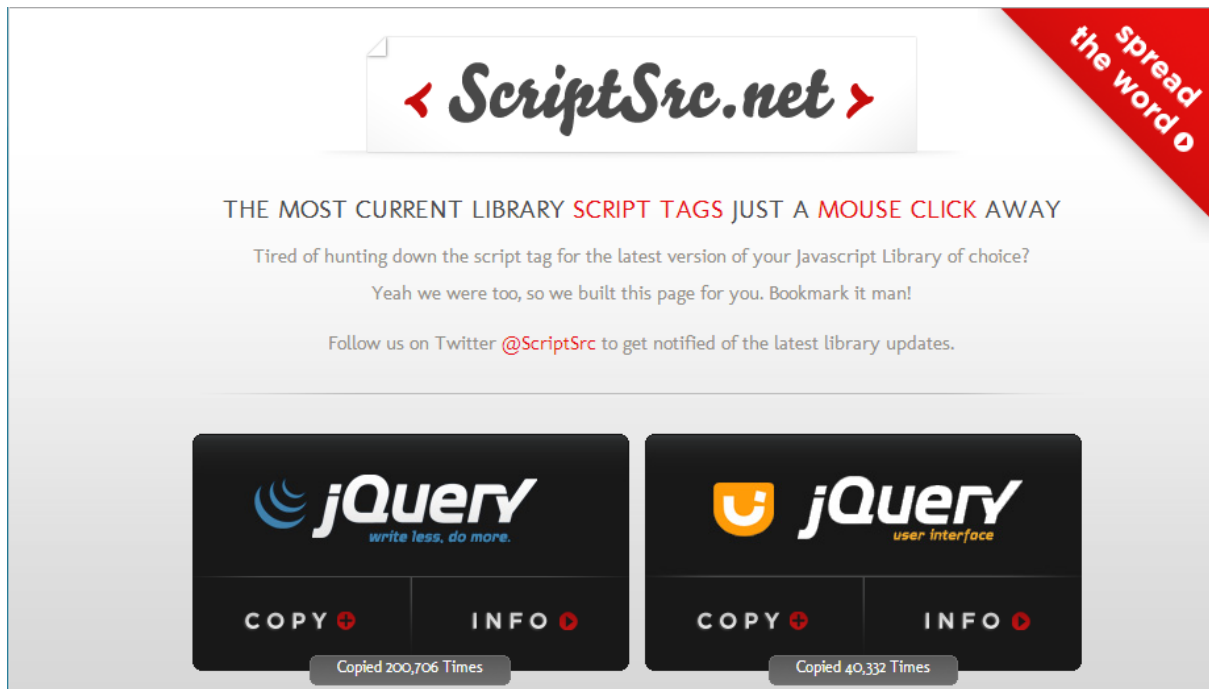 spread
the word
< ScriptSrc.net >
THE MOST CURRENT LIBRARY SCRIPT TAGS JUST A MOUSE CLICK AWAY
Tired of hunting down the script tag for the latest version of your Javascript Library of choice?
Yeah we were too, so we built this page for you. Bookmark it man!
Follow us on Twitter @ScriptSrc to get notified of the latest library updates.
jQuery
write less, do more.
COPY
INFO
Copied 200,706 Times
jQuery
user interface
COPY
INFO
Copied 40,332 Times